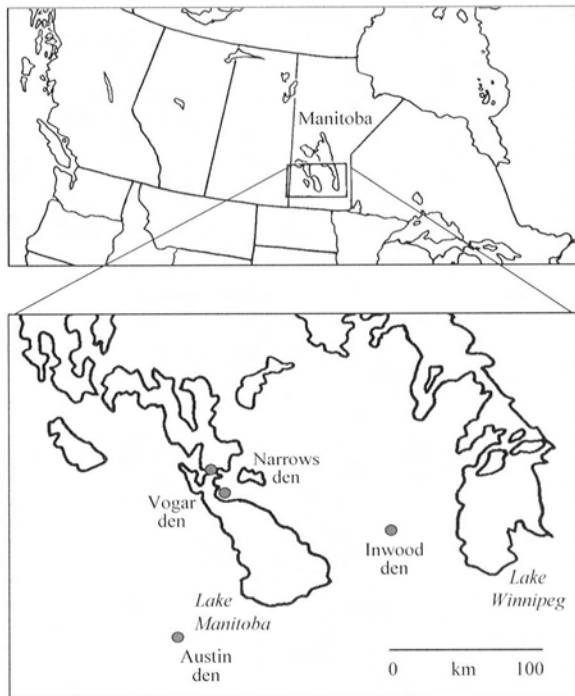 Manitoba
Narrows
den
Vogar
den
Inwood
den
Lake
Winnipeg
Lake
Manitoba
Austin
den
0 km 100